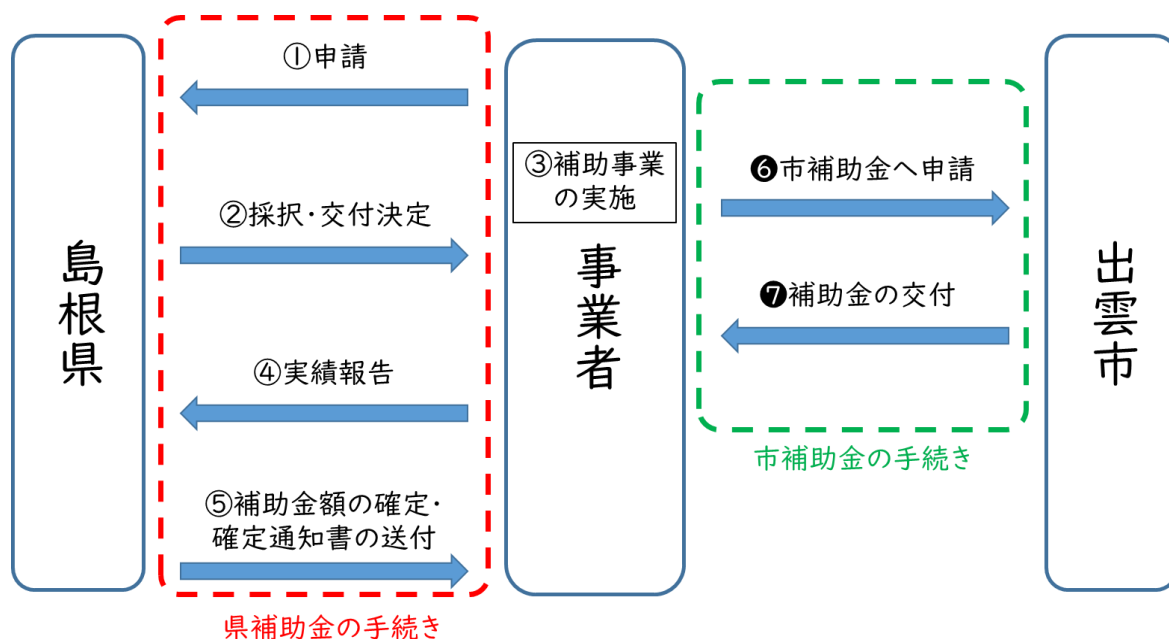 島根県
①申請
②採択・交付決定
④実績報告
⑤補助金額の確定・
確定通知書の送付
県補助金の手続き
③補助事業
の実施
事業者
❻市補助金へ申請
❼補助金の交付
市補助金の手続き
出雲市